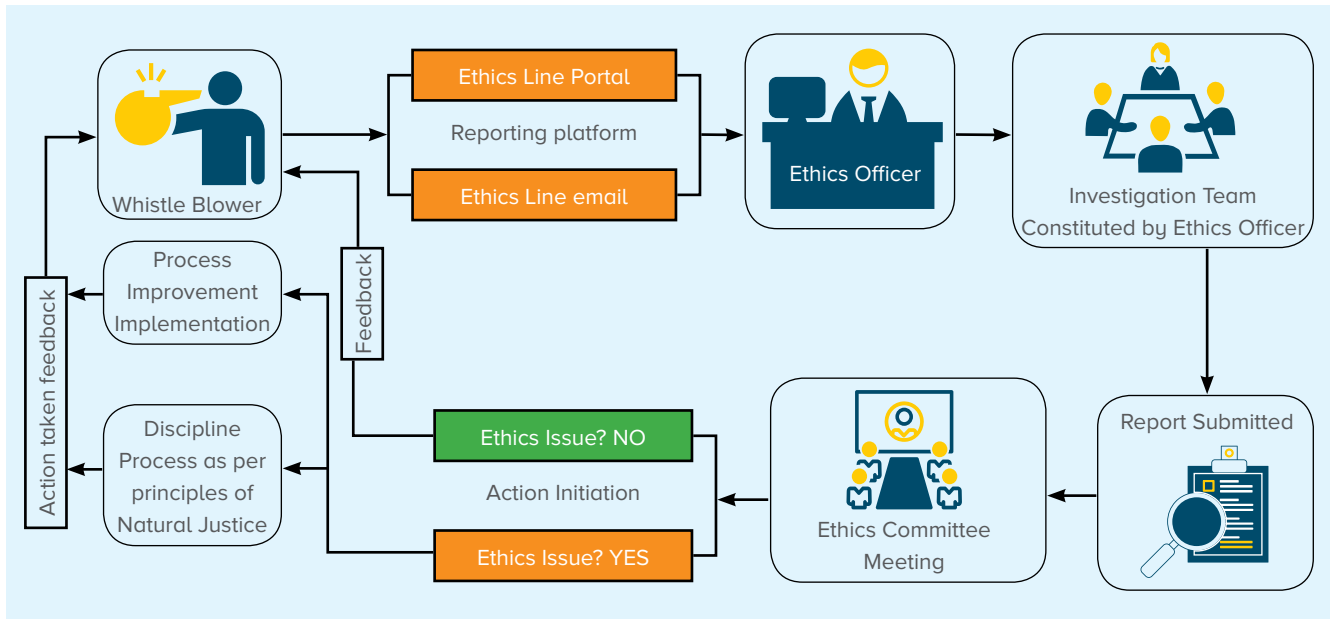 Whistle Blower
Ethics Line Portal
Reporting platform
Ethics Line email
Ethics Officer
Investigation Team
Constituted by Ethics Officer
Report Submitted
Ethics Committee
Meeting
Ethics Issue? NO
Action Initiation
Ethics Issue? YES
Feedback
Process
Improvement
Implementation
Discipline
Process as per
principles of
Natural Justice
Action taken feedback